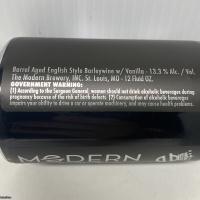 Barrel Aged English Style Barleywine w/ Vanilla - 13.3 % Alc. / Vol.
The Modern Brewery, INC. St. Louis, MO - 12 Fluid OZ.
GOVERNMENT WARNING:
(1) According to the Surgeon General, women should not drink alcoholic beverages during
pregnancy because of the risk of birth defects. (2) Consumption of alcoholic beverages
impairs your ability to drive a car or operate machinery, and may cause health problems.
MODERN